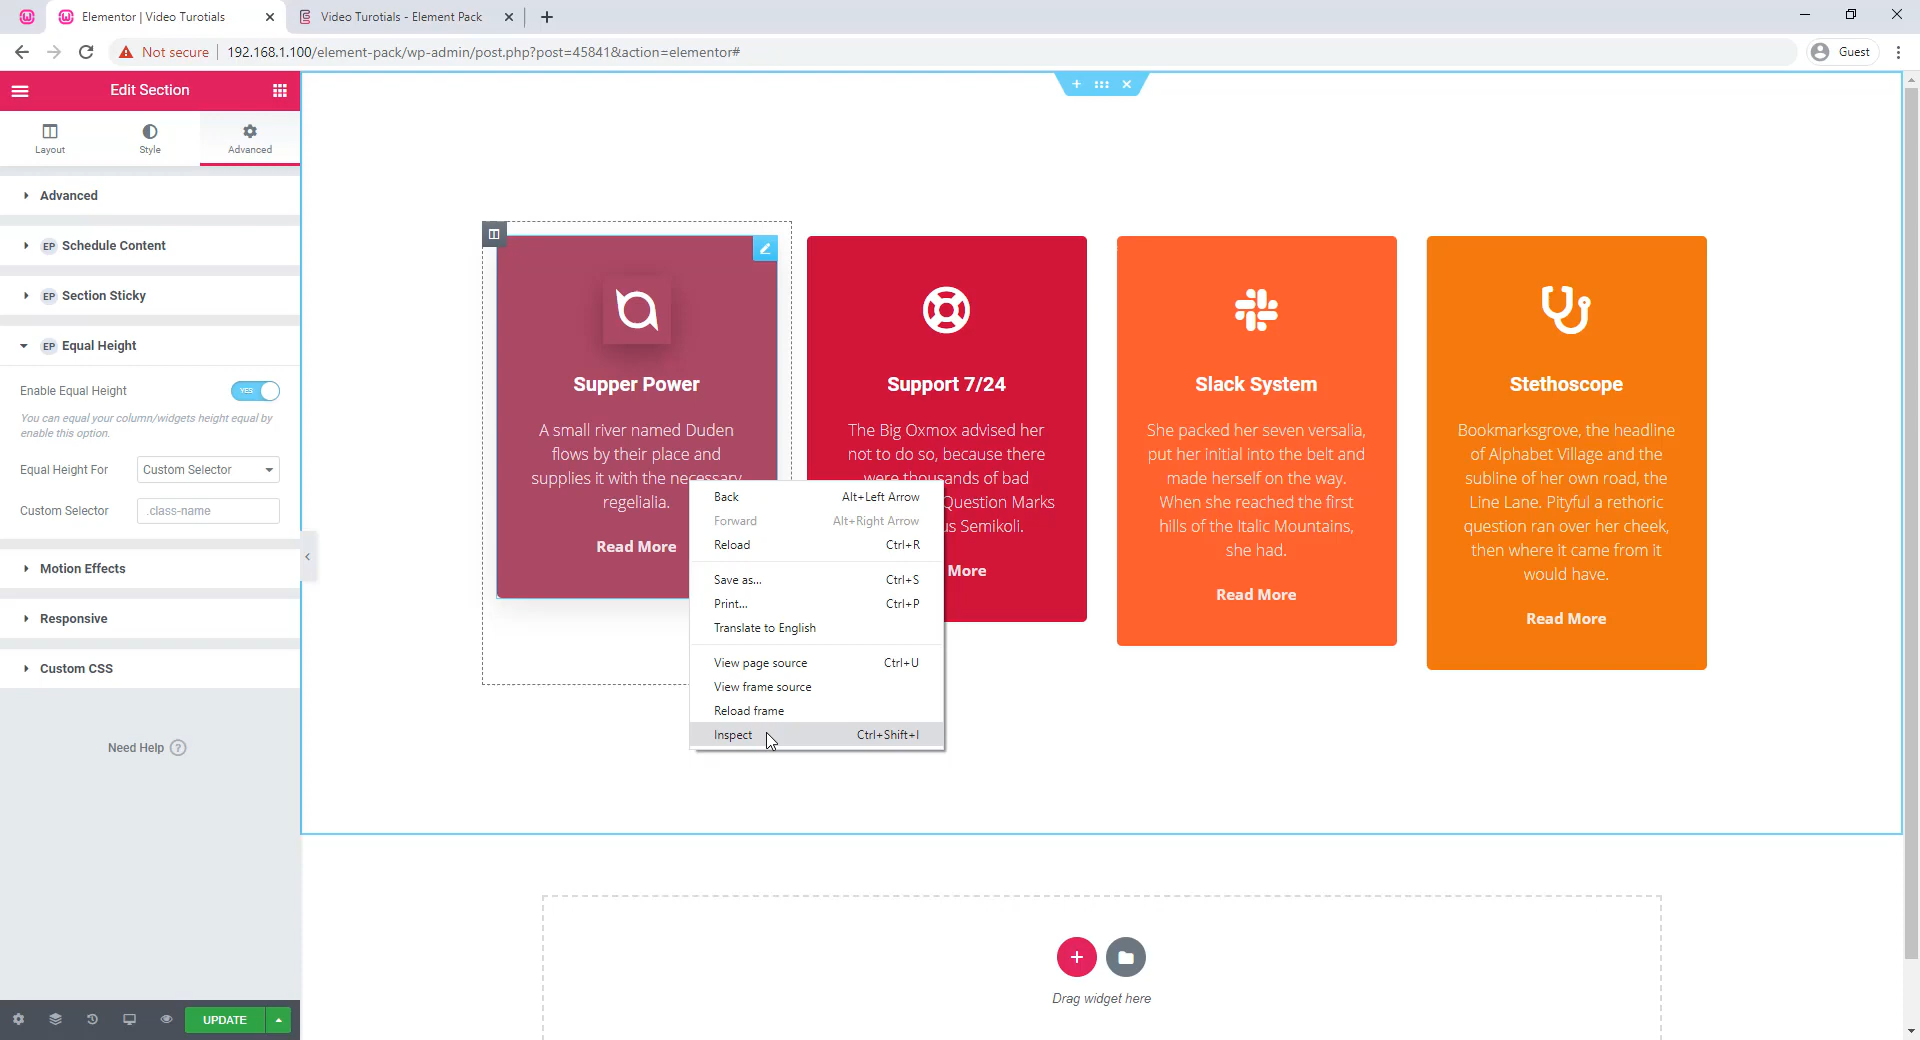 Elementor | Video Turotials
Video Turotials - Element Pack
Not secure
192.168.1.100/element-pack/wp-admin/post.php?post=45841&action=elementor#
Guest
Edit Section
Layout
Style
Advanced
Advanced
EP Schedule Content
EP Section Sticky
EP Equal Height
Enable Equal Height
YES
You can equal your column/widgets height equal by
enable this option.
Equal Height For
Custom Selector
Custom Selector
.class-name
Motion Effects
Responsive
Custom CSS
Need Help ?
UPDATE
Supper Power
A small river named Duden
flows by their place and
supplies it with the necessary
regelialia.
Read More
Support 7/24
The Big Oxmox advised her
not to do so, because there
were thousands of bad
Question Marks
us Semikoli.
More
Slack System
She packed her seven versalia,
put her initial into the belt and
made herself on the way.
When she reached the first
hills of the Italic Mountains,
she had.
Read More
Stethoscope
Bookmarksgrove, the headline
of Alphabet Village and the
subline of her own road, the
Line Lane. Pityful a rethoric
question ran over her cheek,
then where it came from it
would have.
Read More
Back Alt+Left Arrow
Forward Alt+Right Arrow
Reload Ctrl+R
Save as... Ctrl+S
Print... Ctrl+P
Translate to English
View page source Ctrl+U
View frame source
Reload frame
Inspect Ctrl+Shift+I
Drag widget here